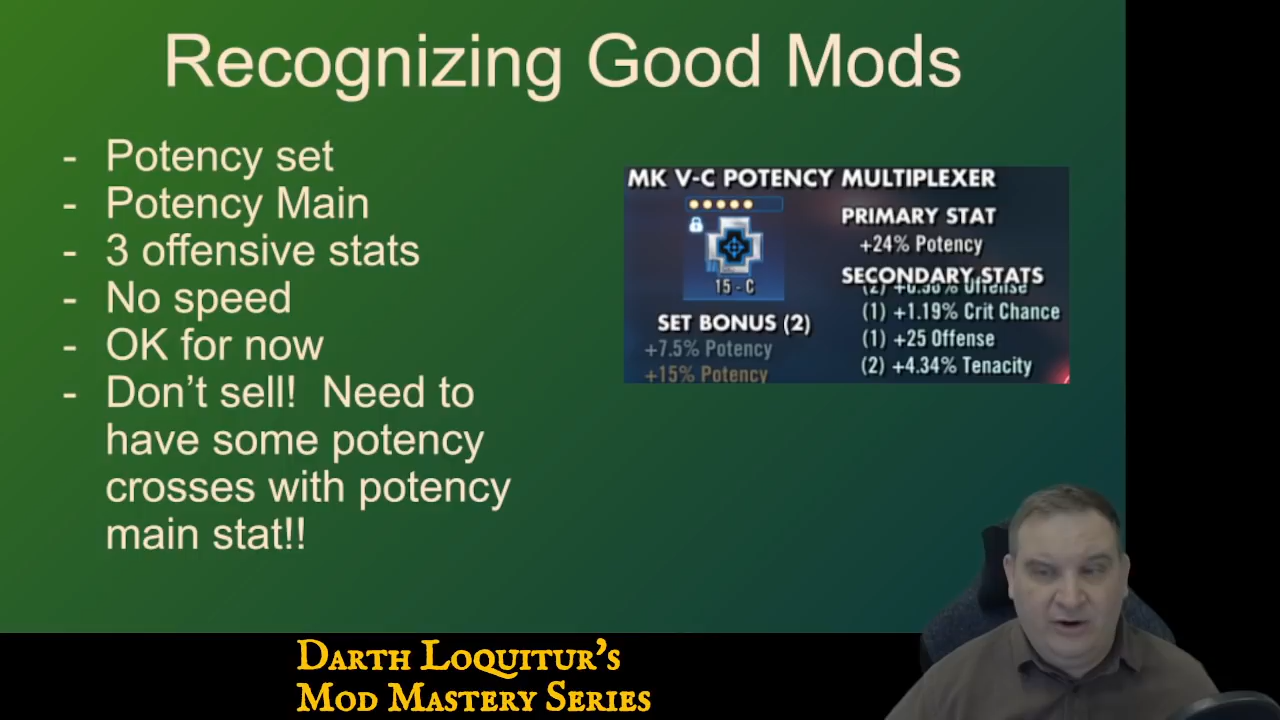 Recognizing Good Mods
- Potency set
- Potency Main
- 3 offensive stats
- No speed
- OK for now
- Don't sell! Need to
have some potency
crosses with potency
main stat!!
MK V-C POTENCY MULTIPLEXER
15 - C
PRIMARY STAT
+24% Potency
SECONDARY STATS
Offense
(1) +1.19% Crit Chance
(1) +25 Offense
(2) +4.34% Tenacity
SET BONUS (2)
+7.5% Potency
+15% Potency
Darth Loquitur's
Mod Mastery Series